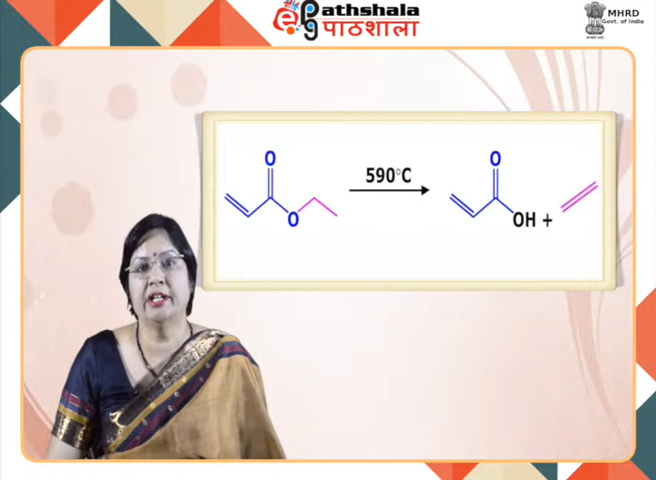 epathshala
पाठशाला
MHRD
Govt. of India
O
590°C
O
O
OH +